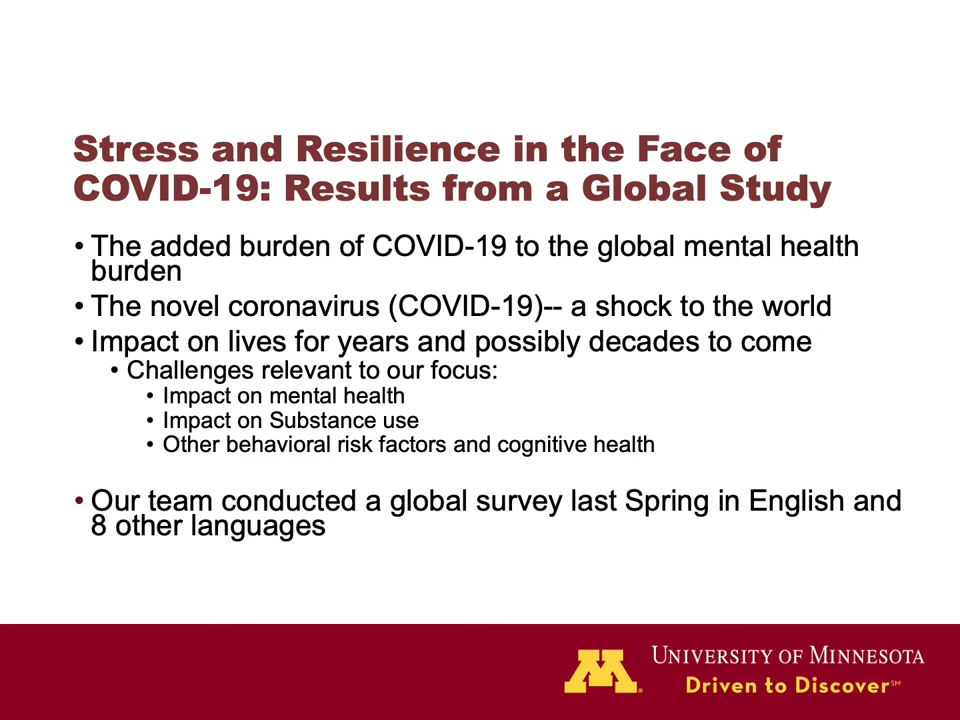 Stress and Resilience in the Face of
COVID-19: Results from a Global Study
• The added burden of COVID-19 to the global mental health
burden
• The novel coronavirus (COVID-19)-- a shock to the world
• Impact on lives for years and possibly decades to come
• Challenges relevant to our focus:
• Impact on mental health
• Impact on Substance use
• Other behavioral risk factors and cognitive health
• Our team conducted a global survey last Spring in English and
8 other languages
M®
University of Minnesota
Driven to Discover℠